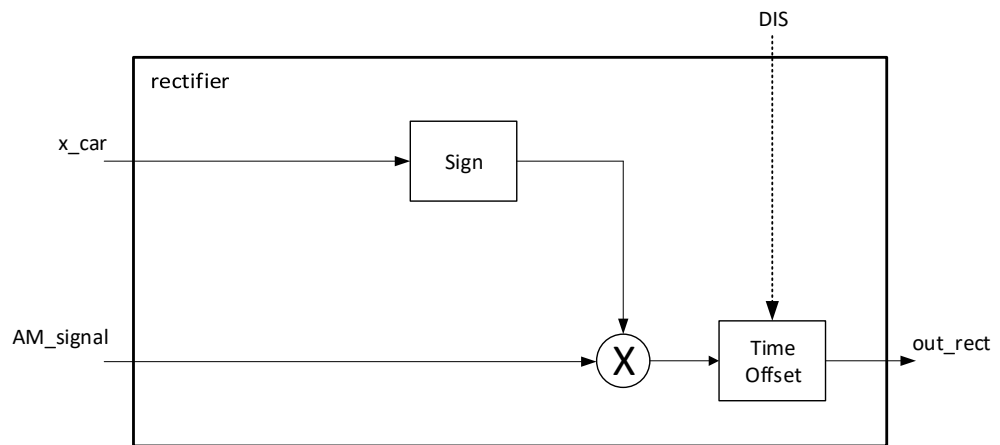 DIS
rectifier
x_car
Sign
AM_signal
X
Time
Offset
out_rect